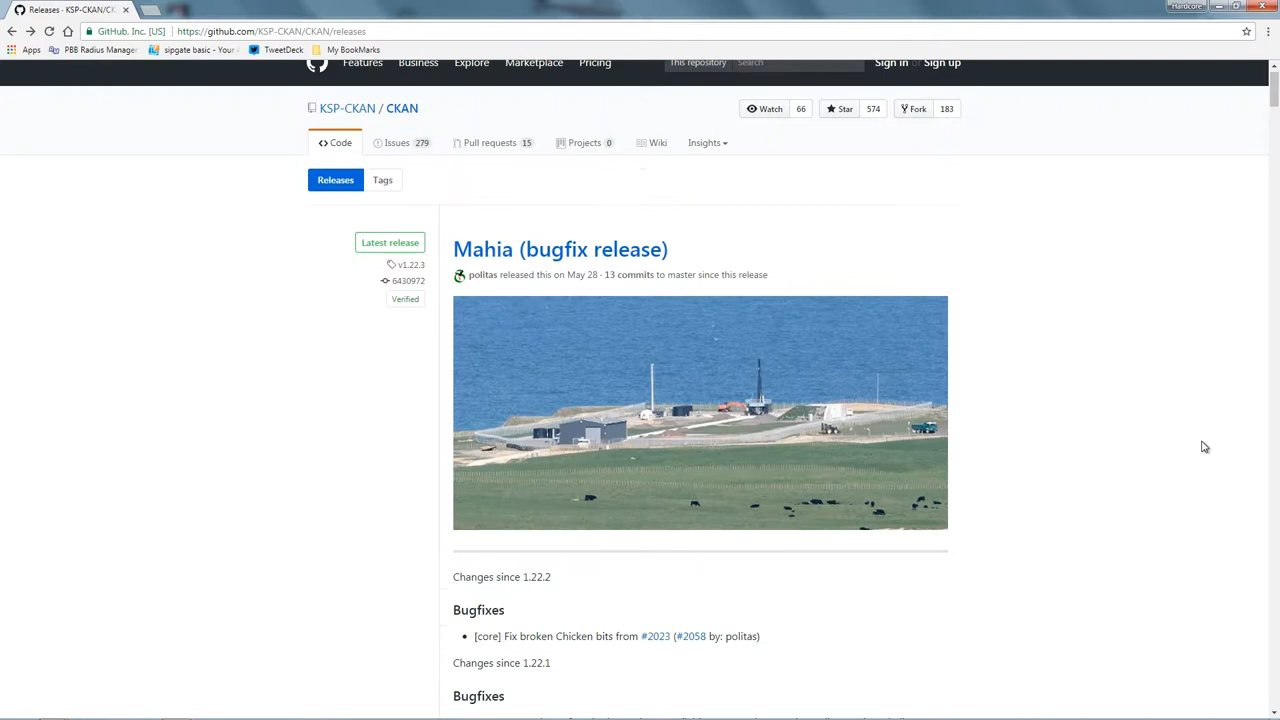 Releases · KSP-CKAN/CK
Hardcore
GitHub, Inc. [US]
https://github.com/KSP-CKAN/CKAN/releases
Apps
PBB Radius Manager
sipgate basic - Your
TweetDeck
My BookMarks
Features
Business
Explore
Marketplace
Pricing
This repository
Search
Sign in or Sign up
KSP-CKAN / CKAN
Watch 66
Star 574
Fork 183
Code
Issues 279
Pull requests 15
Projects 0
Wiki
Insights
Releases
Tags
Latest release
v1.22.3
6430972
Verified
Mahia (bugfix release)
politas released this on May 28 · 13 commits to master since this release
Changes since 1.22.2
Bugfixes
• [core] Fix broken Chicken bits from #2023 (#2058 by: politas)
Changes since 1.22.1
Bugfixes